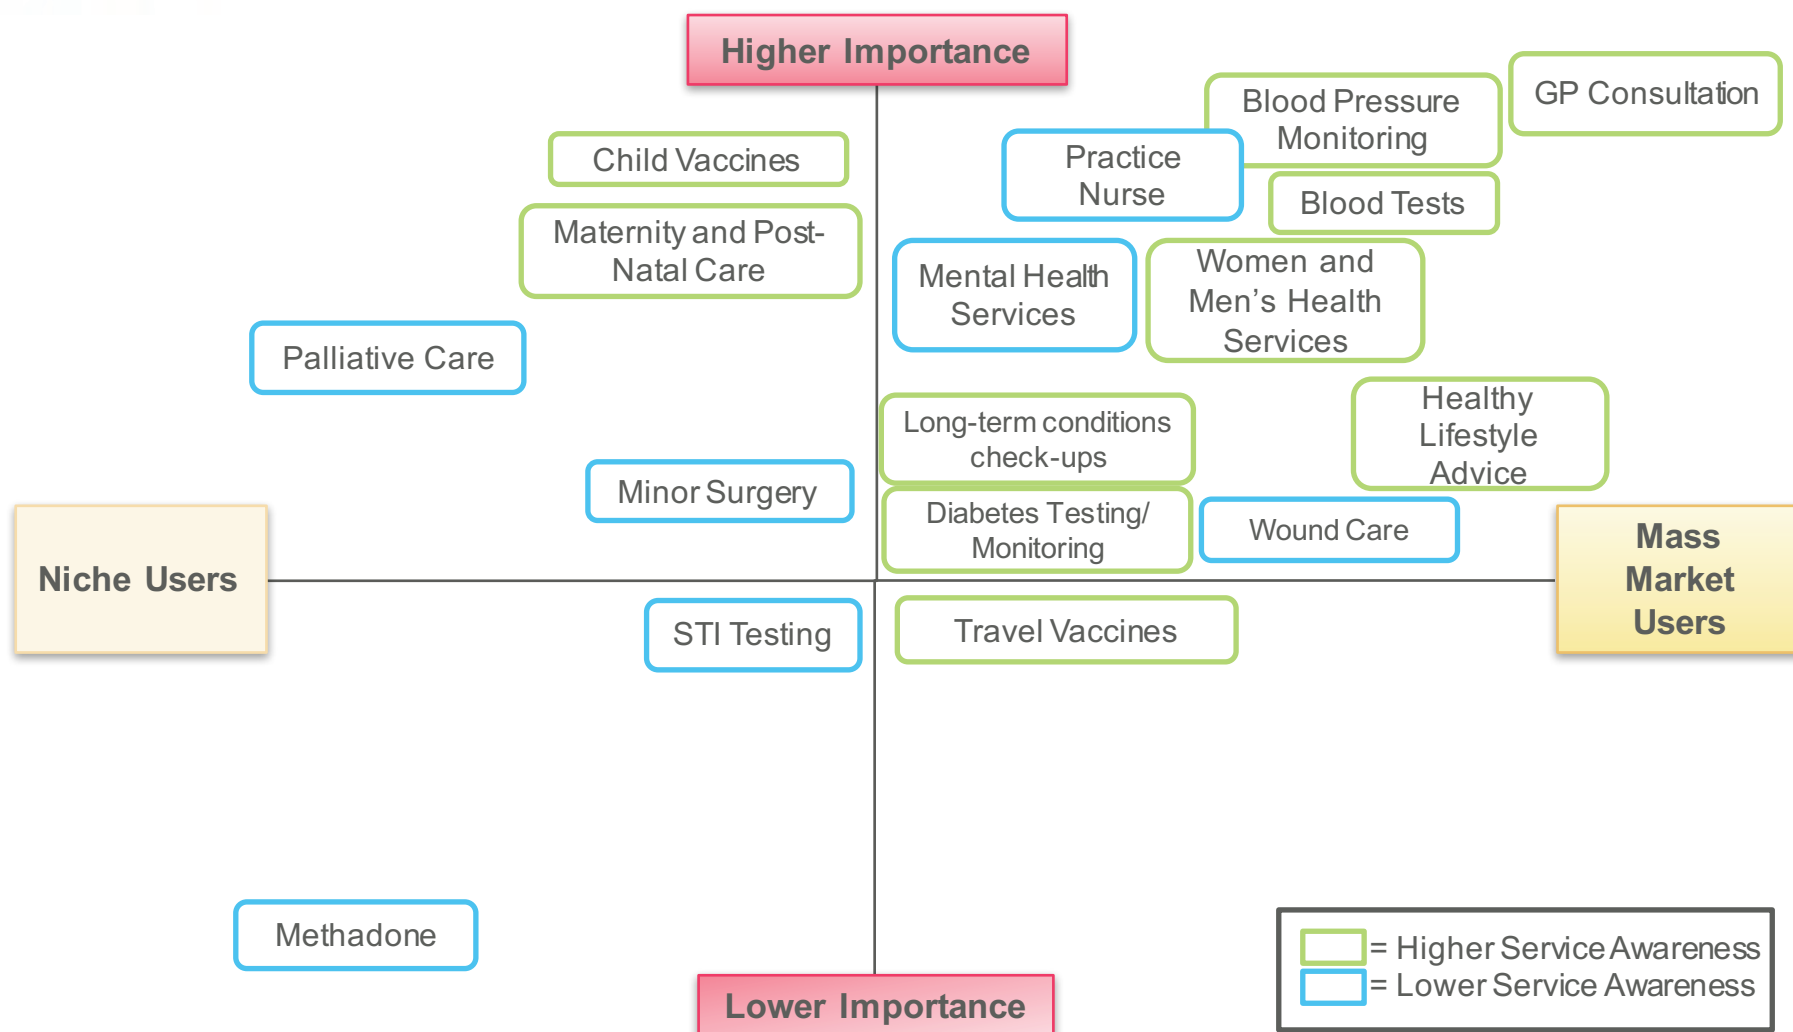 Higher Importance
GP Consultation
Blood Pressure
Monitoring
Child Vaccines
Practice
Nurse
Blood Tests
Maternity and Post-
Natal Care
Mental Health
Services
Women and
Men’s Health
Services
Palliative Care
Long-term conditions
check-ups
Healthy
Lifestyle
Advice
Minor Surgery
Diabetes Testing/
Monitoring
Wound Care
Niche Users
Mass
Market
Users
STI Testing
Travel Vaccines
Methadone
= Higher Service Awareness
= Lower Service Awareness
Lower Importance